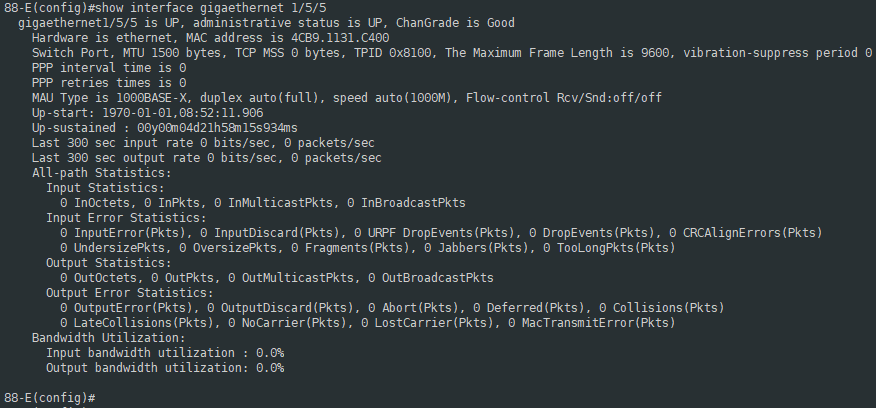 88-E(config)#show interface gigaethernet 1/5/5
gigaethernet1/5/5 is UP, administrative status is UP, ChanGrade is Good
Hardware is ethernet, MAC address is 4CB9.1131.C400
Switch Port, MTU 1500 bytes, TCP MSS 0 bytes, TPID 0x8100, The Maximum Frame Length is 9600, vibration-suppress period 0
PPP interval time is 0
PPP retries times is 0
MAU Type is 1000BASE-X, duplex auto(full), speed auto(1000M), Flow-control Rcv/Snd:off/off
Up-start: 1970-01-01,08:52:11.906
Up-sustained : 00y00m04d21h58m15s934ms
Last 300 sec input rate 0 bits/sec, 0 packets/sec
Last 300 sec output rate 0 bits/sec, 0 packets/sec
All-path Statistics:
Input Statistics:
0 InOctets, 0 InPkts, 0 InMulticastPkts, 0 InBroadcastPkts
Input Error Statistics:
0 InputError(Pkts), 0 InputDiscard(Pkts), 0 URPF DropEvents(Pkts), 0 DropEvents(Pkts), 0 CRCAlignErrors(Pkts)
0 UndersizePkts, 0 OversizePkts, 0 Fragments(Pkts), 0 Jabbers(Pkts), 0 TooLongPkts(Pkts)
Output Statistics:
0 OutOctets, 0 OutPkts, 0 OutMulticastPkts, 0 OutBroadcastPkts
Output Error Statistics:
0 OutputError(Pkts), 0 OutputDiscard(Pkts), 0 Abort(Pkts), 0 Deferred(Pkts), 0 Collisions(Pkts)
0 LateCollisions(Pkts), 0 NoCarrier(Pkts), 0 LostCarrier(Pkts), 0 MacTransmitError(Pkts)
Bandwidth Utilization:
Input bandwidth utilization : 0.0%
Output bandwidth utilization: 0.0%
88-E(config)#